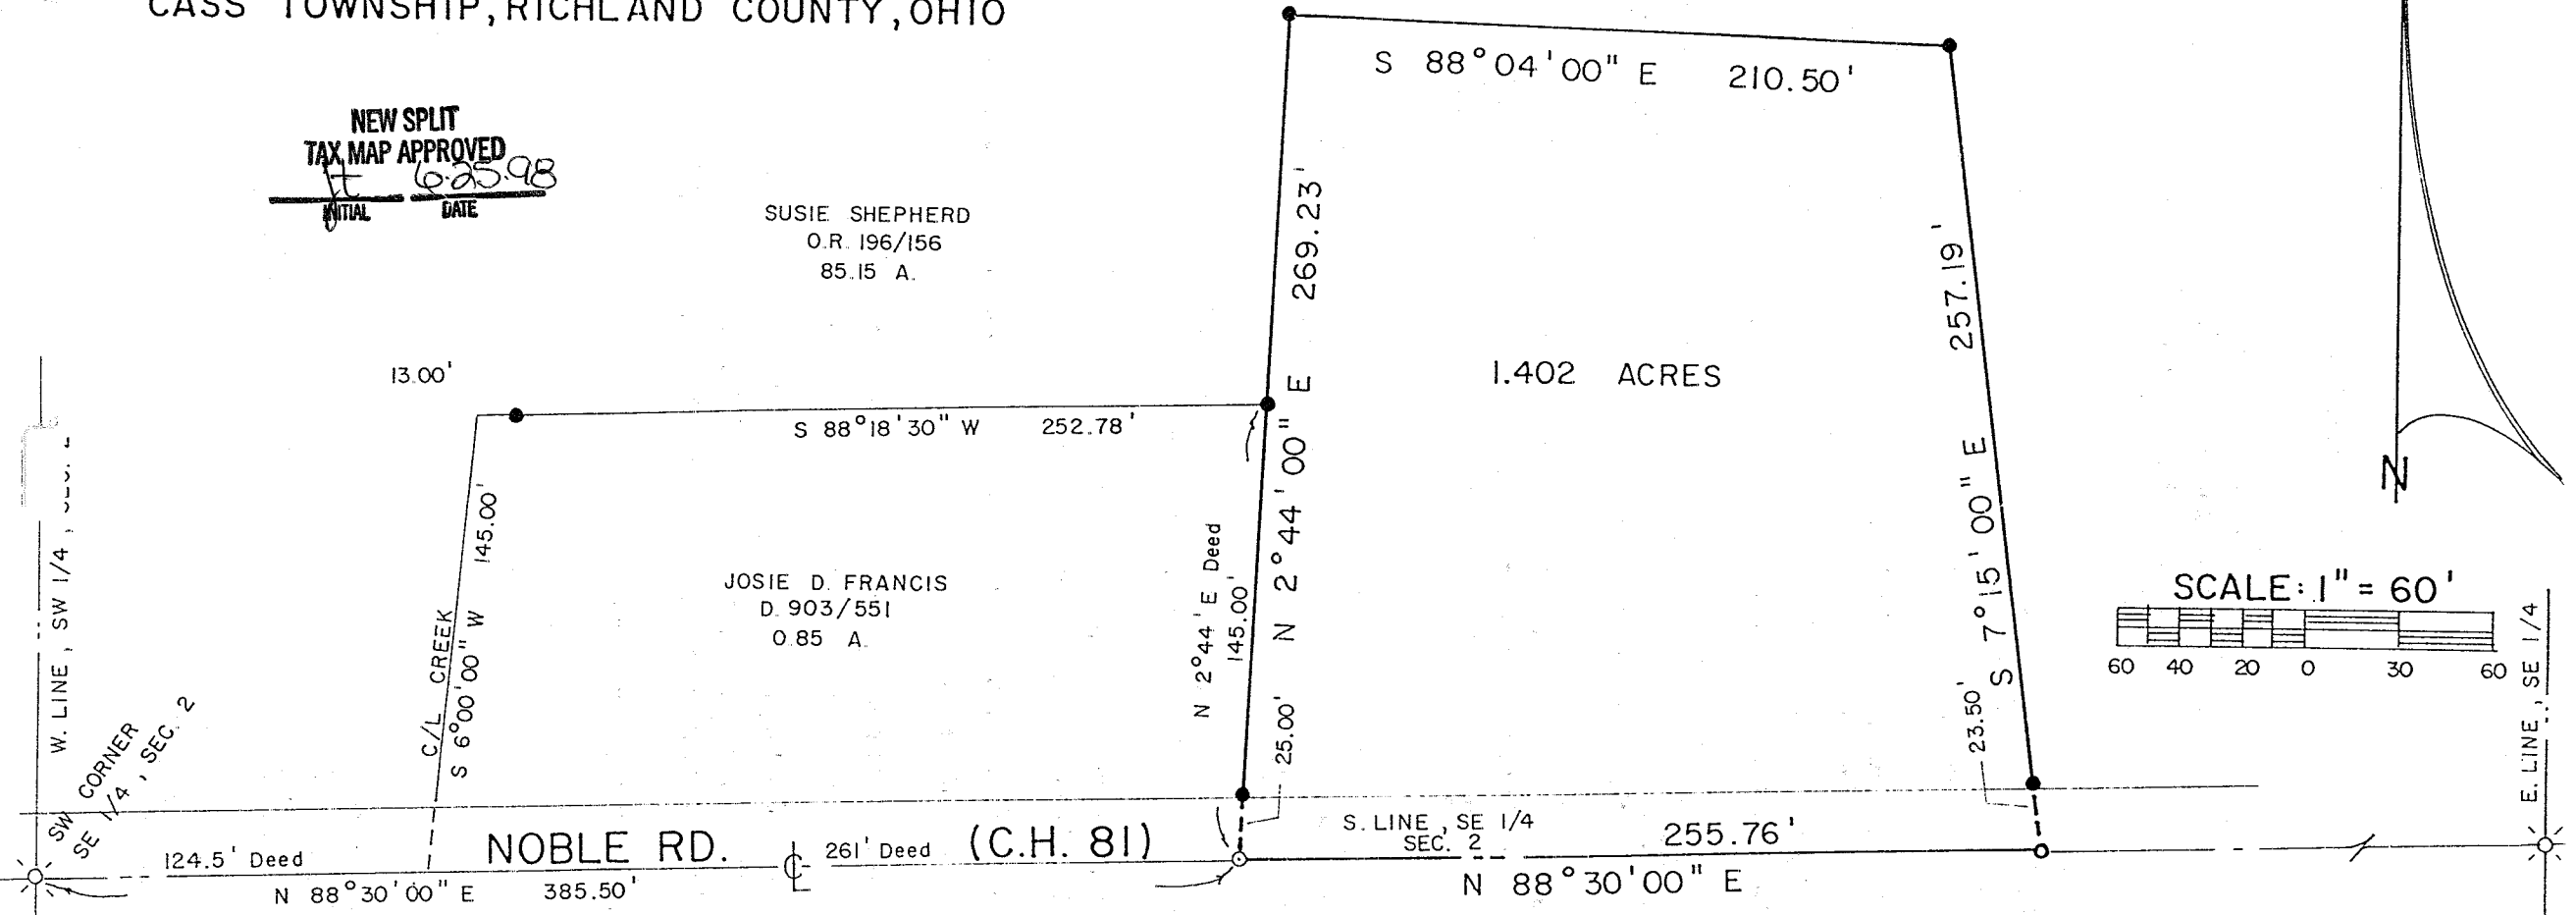 CASS TOWNSHIP, RICHLAND COUNTY, OHIO
NEW SPLIT
TAX MAP APPROVED
jt 6-25-98
INITIAL DATE
S 88°04'00" E 210.50'
SUSIE SHEPHERD
O.R. 196/156
85.15 A.
N 2°44'00" E 269.23'
S 7°15'00" E 257.19'
1.402 ACRES
13.00'
S 88°18'30" W 252.78'
W. LINE, SW 1/4, SEC. 2
C/L CREEK
S 6°00'00" W 145.00'
JOSIE D. FRANCIS
D. 903/551
0.85 A.
N 2°44' E Deed
145.00'
25.00'
23.50'
N
SCALE: 1" = 60'
60 40 20 0 30 60
E. LINE, SE 1/4
SW CORNER
SE 1/4, SEC. 2
124.5' Deed
NOBLE RD.
261' Deed
(C.H. 81)
S. LINE, SE 1/4
SEC. 2
255.76'
N 88°30'00" E 385.50'
N 88°30'00" E